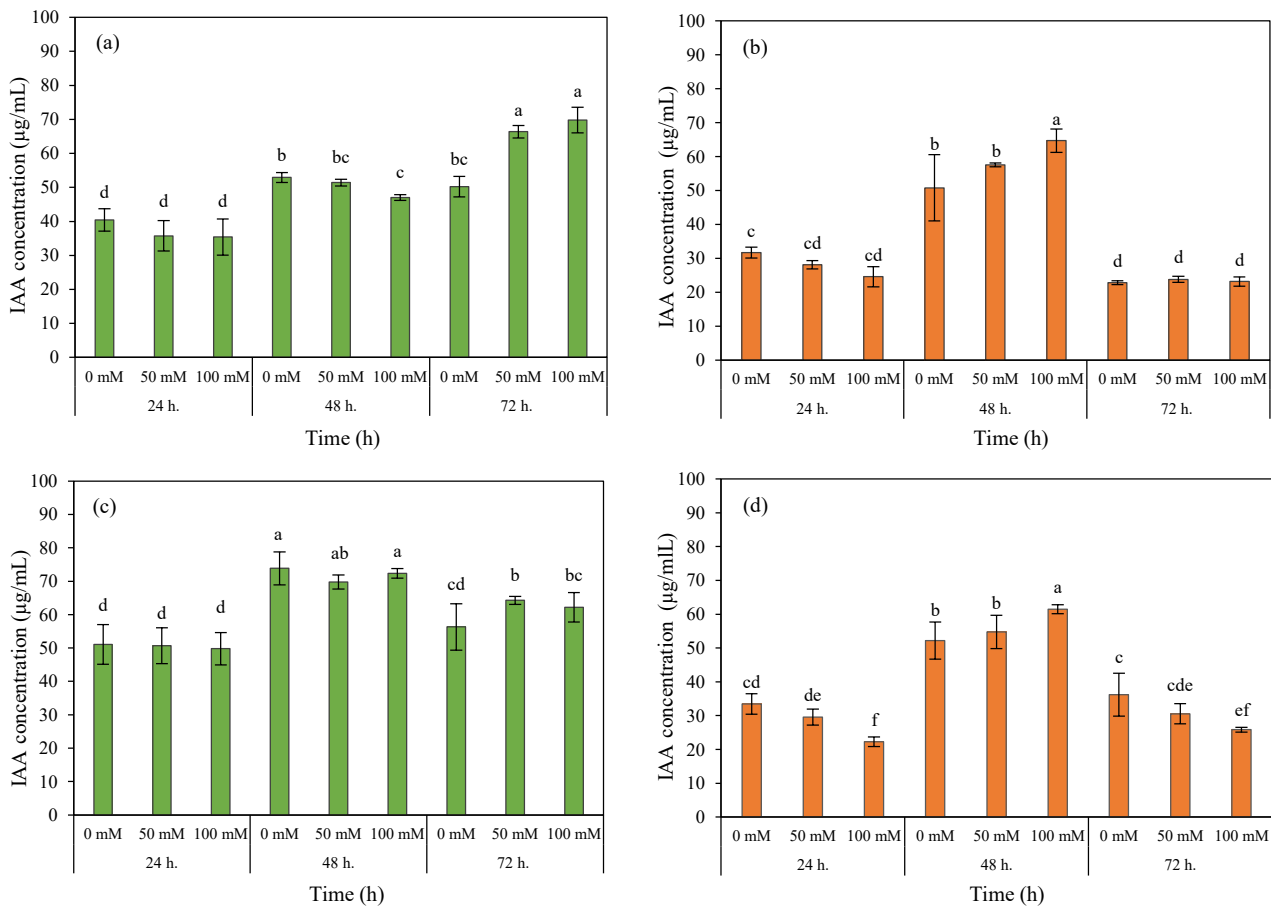 (a)
IAA concentration (µg/mL)
100
90
80
70
60
50
40
30
20
10
0
d d d b bc c bc a a
0 mM 50 mM 100 mM 0 mM 50 mM 100 mM 0 mM 50 mM 100 mM
24 h. 48 h. 72 h.
Time (h)
(b)
IAA concentration (µg/mL)
100
90
80
70
60
50
40
30
20
10
0
c cd cd b b a d d d
0 mM 50 mM 100 mM 0 mM 50 mM 100 mM 0 mM 50 mM 100 mM
24 h. 48 h. 72 h.
Time (h)
(c)
IAA concentration (µg/mL)
100
90
80
70
60
50
40
30
20
10
0
d d d a ab a cd b bc
0 mM 50 mM 100 mM 0 mM 50 mM 100 mM 0 mM 50 mM 100 mM
24 h. 48 h. 72 h.
Time (h)
(d)
IAA concentration (µg/mlL)
100
90
80
70
60
50
40
30
20
10
0
cd de f b b a c cde ef
0 mM 50 mM 100 mM 0 mM 50 mM 100 mM 0 mM 50 mM 100 mM
24 h. 48 h. 72 h.
Time (h)